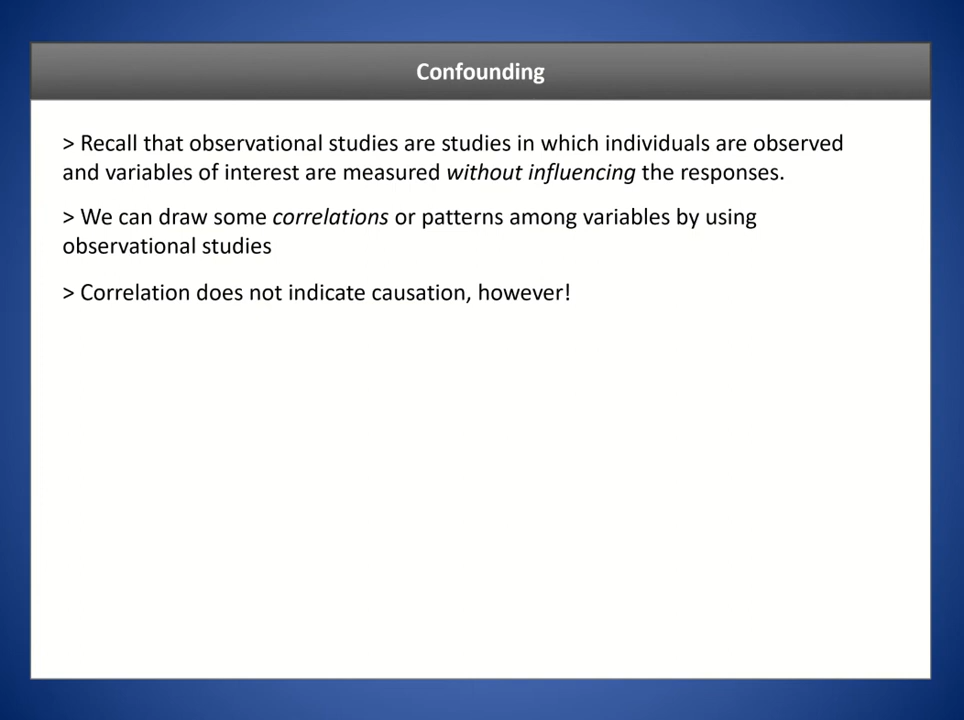 Confounding
> Recall that observational studies are studies in which individuals are observed
and variables of interest are measured without influencing the responses.
> We can draw some correlations or patterns among variables by using
observational studies
> Correlation does not indicate causation, however!